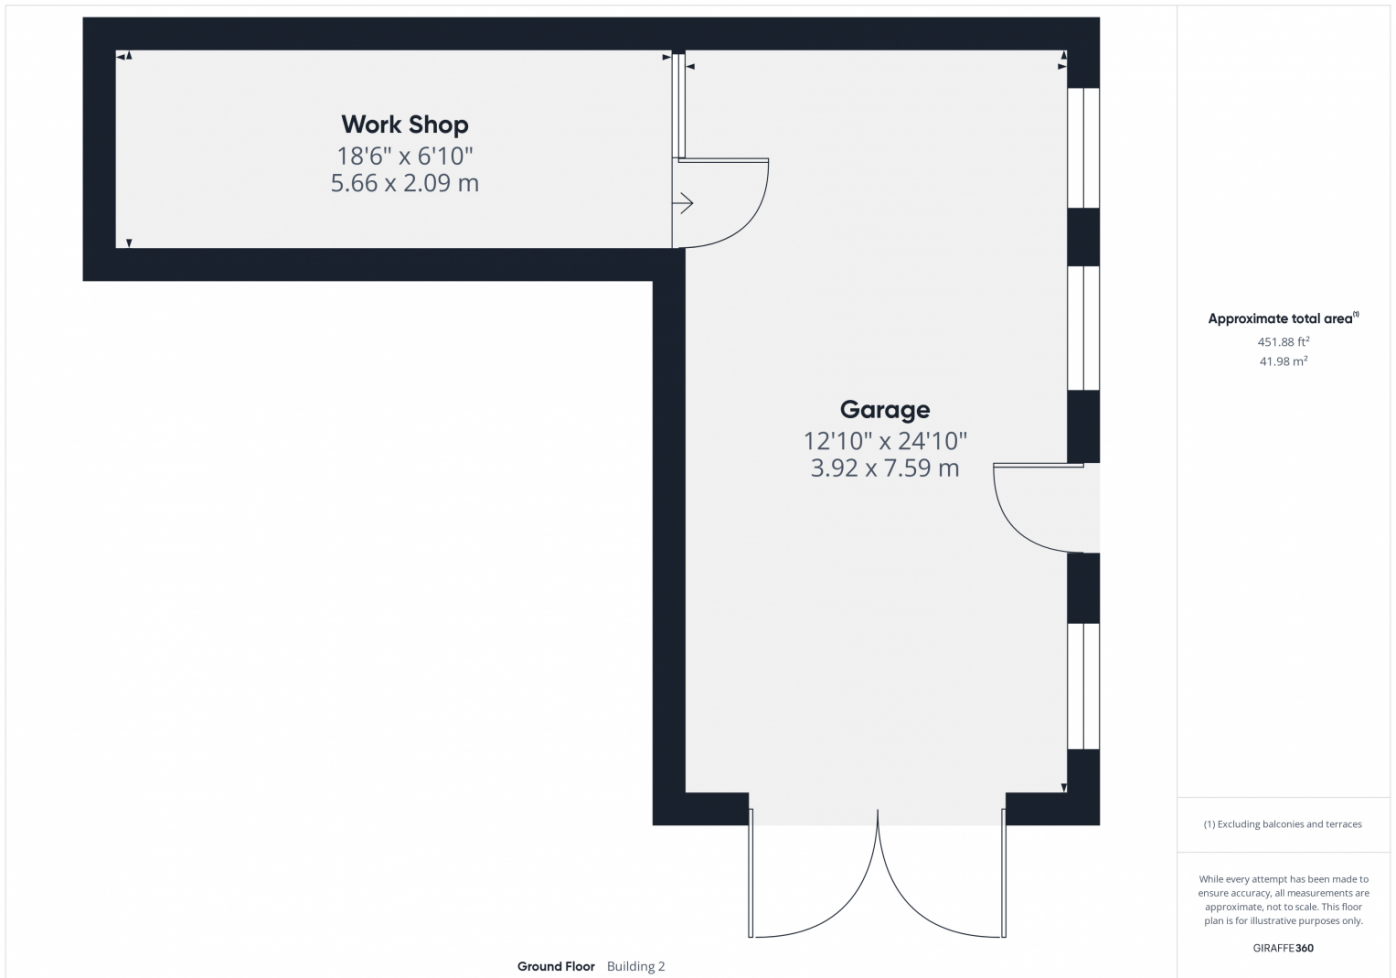 Work Shop
18'6" x 6'10"
5.66 x 2.09 m
Garage
12'10" x 24'10"
3.92 x 7.59 m
Approximate total area(1)
451.88 ft²
41.98 m²
(1) Excluding balconies and terraces
While every attempt has been made to
ensure accuracy, all measurements are
approximate, not to scale. This floor
plan is for illustrative purposes only.
GIRAFFE360
Ground Floor Building 2